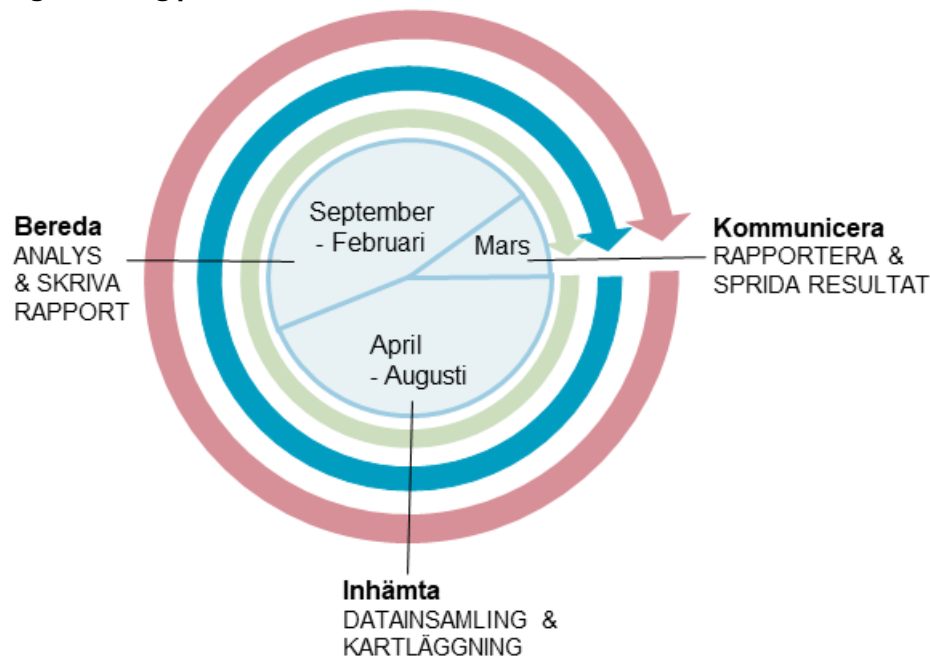 September
- Februari
Mars
April
- Augusti
Bereda
ANALYS
& SKRIVA
RAPPORT
Kommunicera
RAPPORTERA &
SPRIDA RESULTAT
Inhämta
DATAINSAMLING &
KARTLÄGGNING